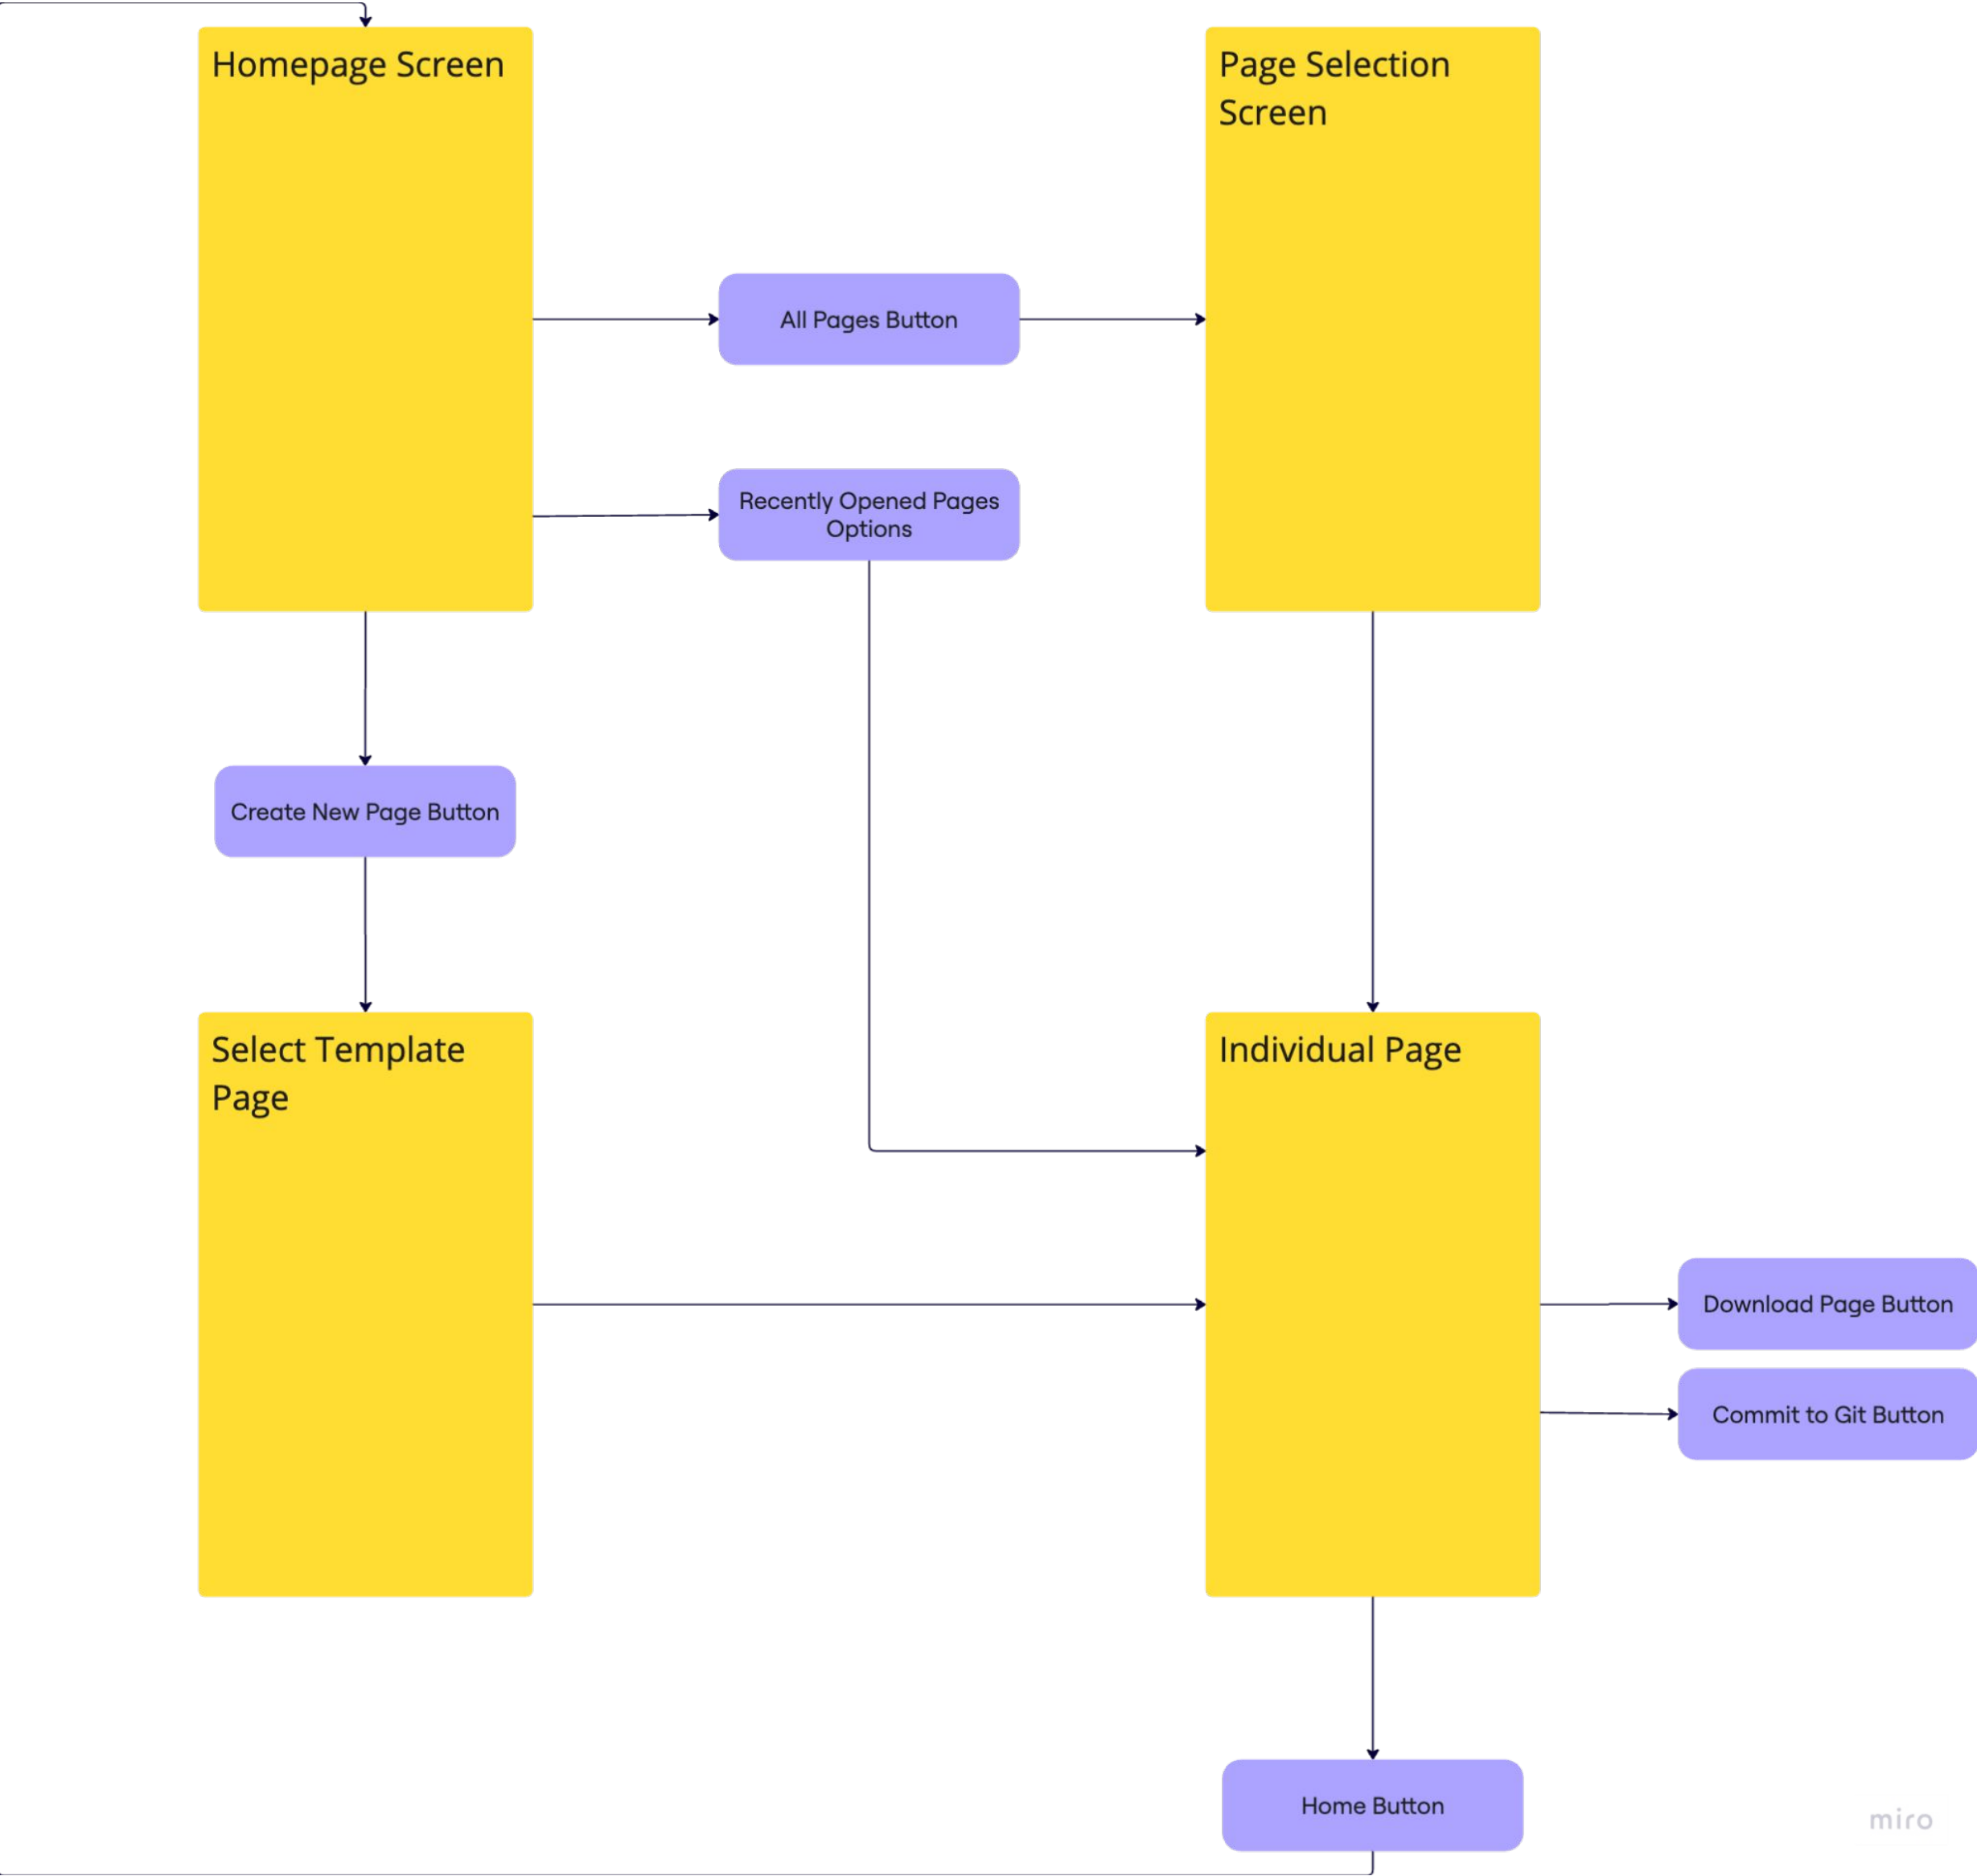 Homepage Screen
Page Selection
Screen
All Pages Button
Recently Opened Pages
Options
Create New Page Button
Select Template
Page
Individual Page
Download Page Button
Commit to Git Button
Home Button
miro